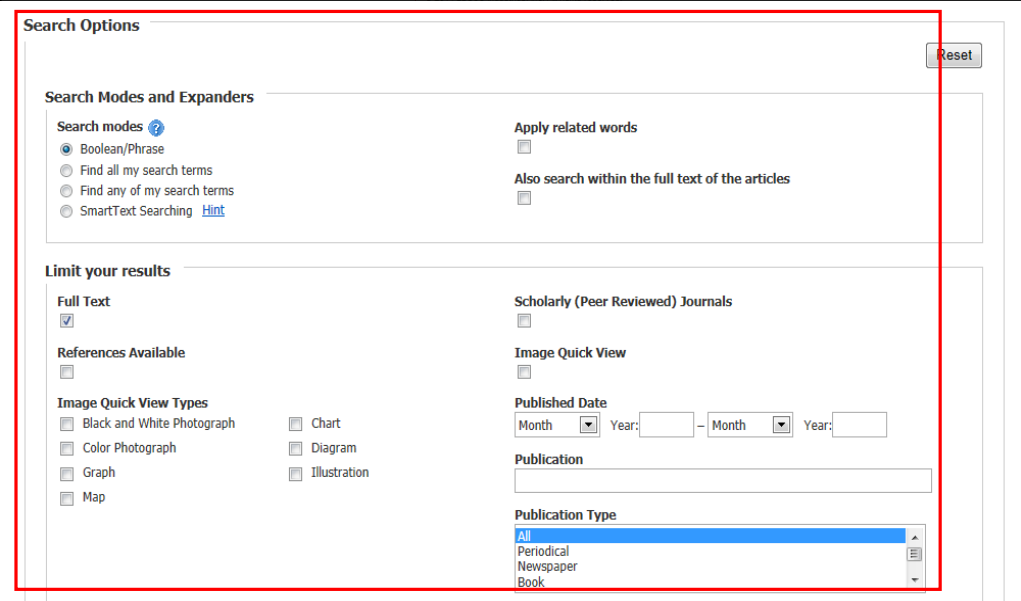 Search Options
Reset
Search Modes and Expanders
Search modes ?
Boolean/Phrase
Find all my search terms
Find any of my search terms
SmartText Searching Hint
Apply related words
Also search within the full text of the articles
Limit your results
Full Text
References Available
Image Quick View Types
Black and White Photograph
Color Photograph
Graph
Map
Chart
Diagram
Illustration
Scholarly (Peer Reviewed) Journals
Image Quick View
Published Date
Month Year: – Month Year:
Publication
Publication Type
All
Periodical
Newspaper
Book